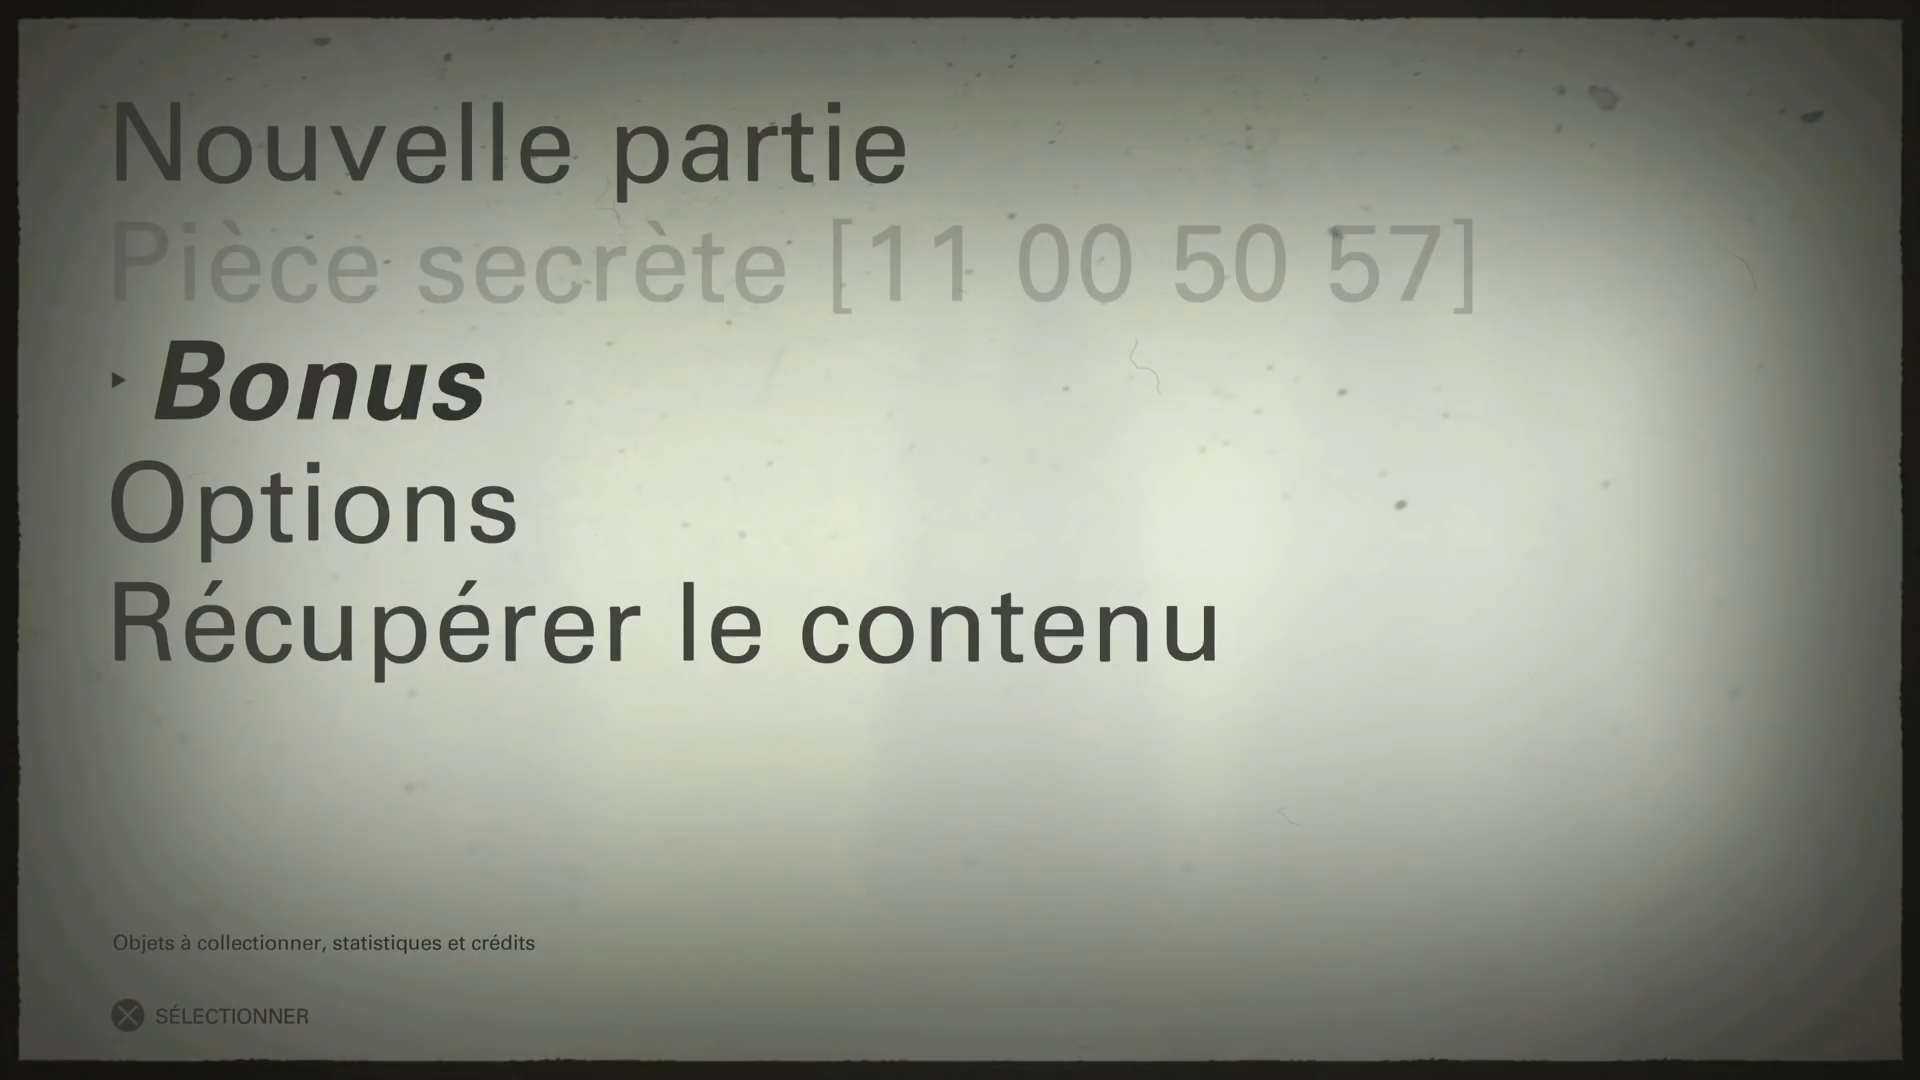 Nouvelle partie
Pièce secrète [11 00 50 57]
Bonus
Options
Récupérer le contenu
Objets à collectionner, statistiques et crédits
SÉLECTIONNER